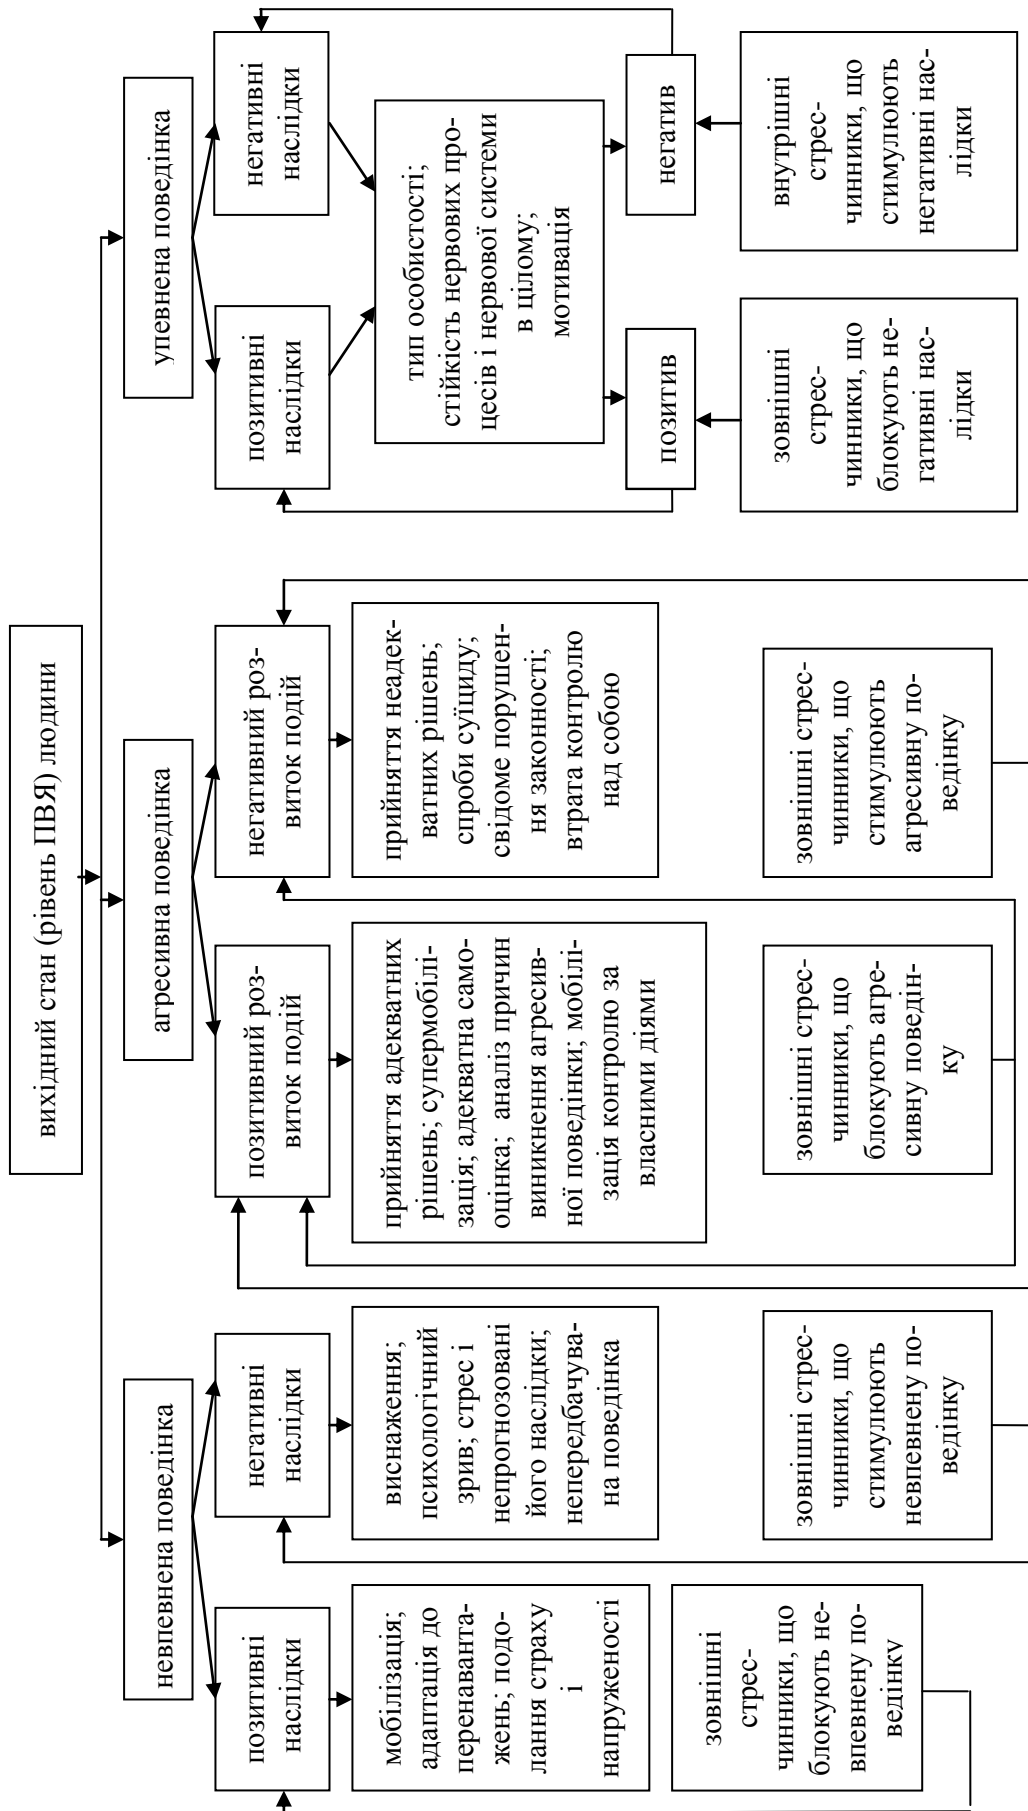 вихідний стан (рівень ПВЯ) людини
невпевнена поведінка
агресивна поведінка
упевнена поведінка
позитивні
наслідки
негативні
наслідки
позитивний роз-
виток подій
негативний роз-
виток подій
позитивні
наслідки
негативні
наслідки
мобілізація;
адаптація до
перенаванта-
жень; подо-
лання страху
і
напруженості
виснаження;
психологічний
зрив; стрес і
непрогнозовані
його наслідки;
непередбачува-
на поведінка
прийняття адекватних
рішень; супермобілі-
зація; адекватна само-
оцінка; аналіз причин
виникнення агресив-
ної поведінки; мобілі-
зація контролю за
власними діями
прийняття неадек-
ватних рішень;
спроби суїциду;
свідоме порушен-
ня законності;
втрата контролю
над собою
тип особистості;
стійкість нервових про-
цесів і нервової системи
в цілому;
мотивація
позитив
негатив
зовнішні
стрес-
чинники, що
блокують не-
впевнену по-
ведінку
зовнішні стрес-
чинники, що
стимулюють
невпевнену по-
ведінку
зовнішні стрес-
чинники, що
блокують агре-
сивну поведін-
ку
зовнішні стрес-
чинники, що
стимулюють
агресивну по-
ведінку
зовнішні
стрес-
чинники, що
блокують не-
гативні нас-
лідки
внутрішні
стрес-
чинники, що
стимулюють
негативні нас-
лідки